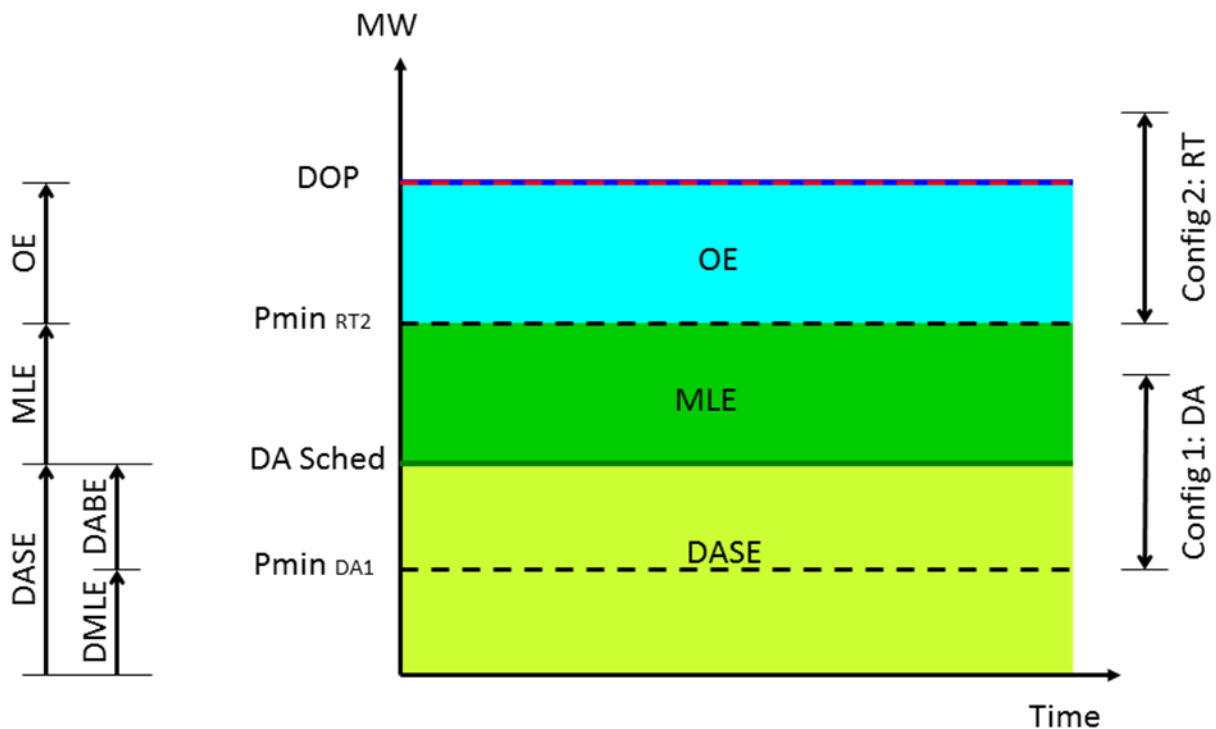 MW
DOP
OE
OE
Config 2: RT
Pmin RT2
MLE
MLE
Config 1: DA
DA Sched
DASE
DABE
DASE
Pmin DA1
DMLE
Time